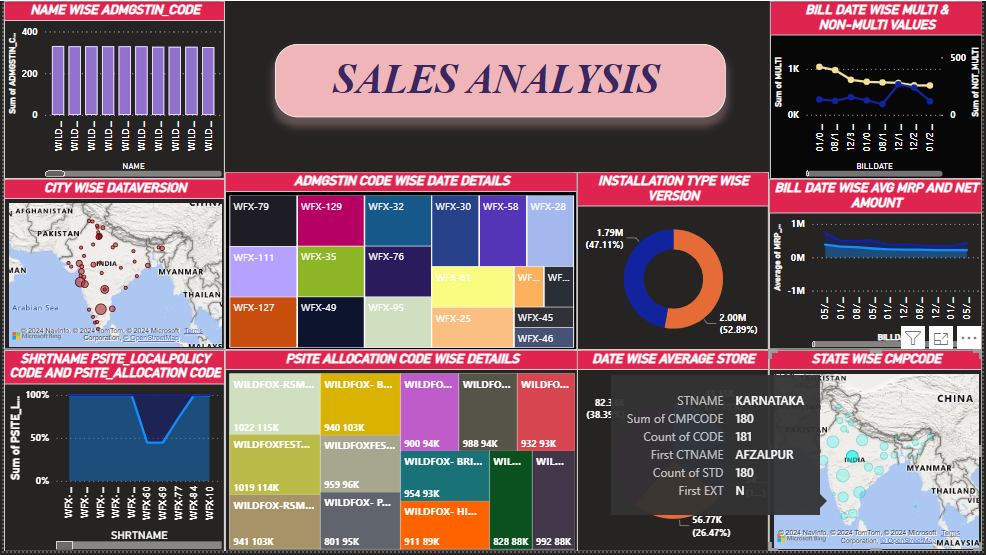 NAME WISE ADMGSTIN_CODE
Sum of ADMGSTIN_C...
400
200
0
WILD...
WILD...
WILD...
WILD...
WILD...
WILD...
WILD...
WILD...
WILD...
WILD...
NAME
SALES ANALYSIS
BILL DATE WISE MULTI &
NON-MULTI VALUES
Sum of MULTI
1K
0K
500
0
Sum of NOT_MULTI
01/0...
08/1...
12/3...
01/0...
08/1...
12/1...
12/2...
01/2...
BILLDATE
CITY WISE DATAVERSION
AFGHANISTAN
PAKISTAN
INDIA
MYANMAR
THAILAN
Arabian Sea
Microsoft Bing
© 2024 NavInfo, © 2024 TomTom, © 2024 Microsoft
Corporation, © OpenStreetMap
Terms
ADMGSTIN CODE WISE DATE DETAILS
WFX-79
WFX-129
WFX-32
WFX-30
WFX-58
WFX-28
WFX-111
WFX-35
WFX-76
WFX-61
WF...
WF...
WFX-127
WFX-49
WFX-95
WFX-25
WFX-45
WFX-46
INSTALLATION TYPE WISE
VERSION
1.79M
(47.11%)
2.00M
(52.89%)
BILL DATE WISE AVG MRP AND NET
AMOUNT
Average of MRP_...
1M
0M
-1M
05/...
01/...
08/...
01/...
08/...
12/...
12/...
01/...
05/...
BILLD
SHRTNAME PSITE_LOCALPOLICY
CODE AND PSITE_ALLOCATION CODE
Sum of PSITE_L...
100%
50%
0%
WFX-...
WFX-...
WFX-...
WFX-...
WFX-...
WFX-60
WFX-69
WFX-77
WFX-84
WFX-10
SHRTNAME
PSITE ALLOCATION CODE WISE DETAILS
WILDFOX-RSM...
1022 115K
WILDFOXFEST...
1019 114K
WILDFOX-RSM...
941 103K
WILDFOX- B...
940 103K
WILDFOXFES...
959 96K
WILDFOX- F...
801 95K
WILDFO...
900 94K
WILDFO...
988 94K
WILDFO...
932 93K
WILDFOX- BRI...
954 93K
WILDFOX- HI...
911 89K
WIL...
828 88K
WIL...
992 88K
DATE WISE AVERAGE STORE
56.77K
(26.47%)
STNAME KARNATAKA
Sum of CMPCODE 180
Count of CODE 181
First CTNAME AFZALPUR
Count of STD 180
First EXT N
STATE WISE CMPCODE
CHINA
INDIA
MYANMAR
THAILAND
MALAYSIA
© 2024 TomTom, © 2024 Microsoft
Corporation, © OpenStreetMap
Terms